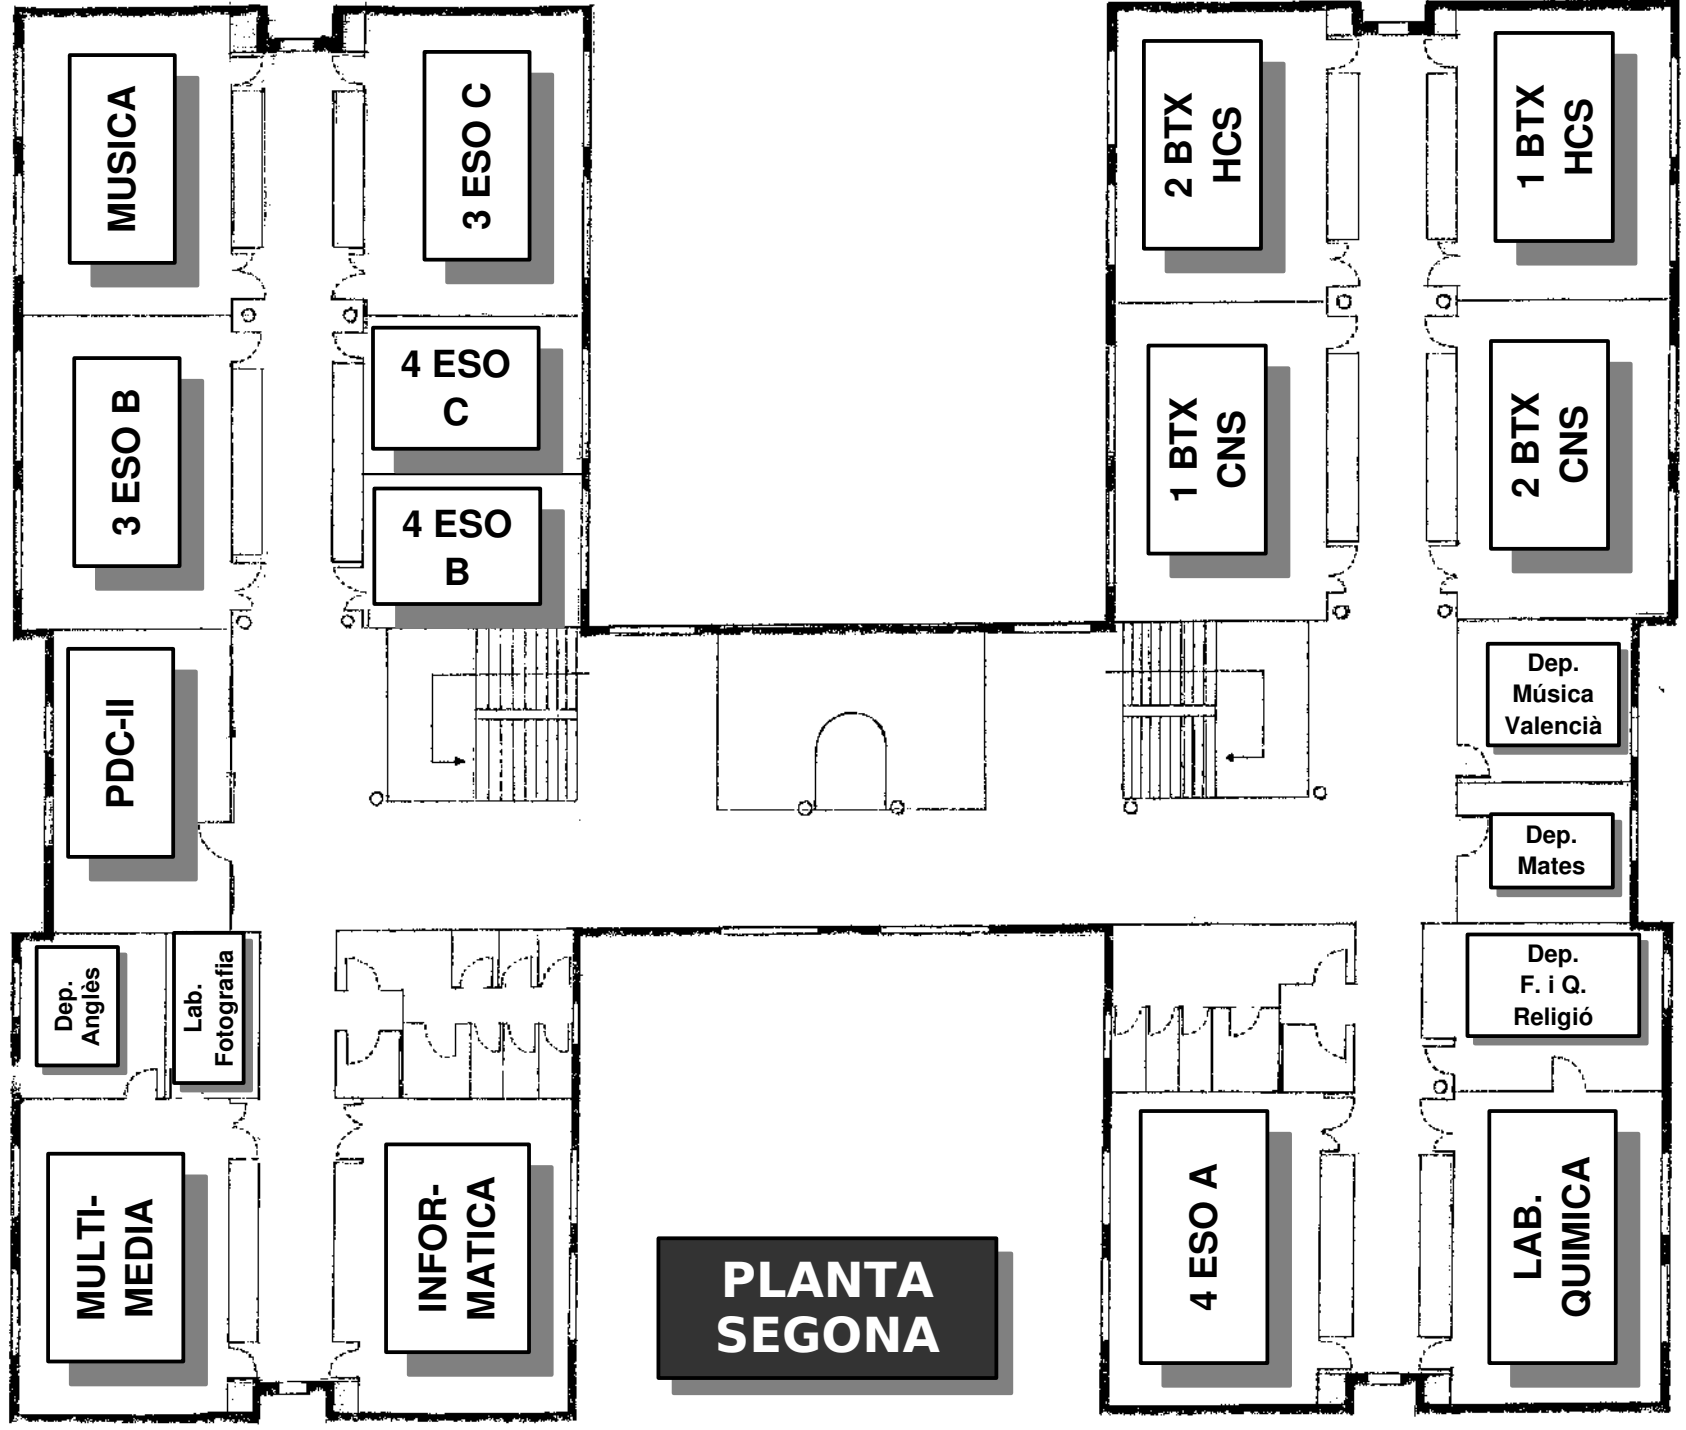 MUSICA
3 ESO C
2 BTX
HCS
1 BTX
HCS
3 ESO B
4 ESO
C
4 ESO
B
1 BTX
CNS
2 BTX
CNS
PDC-II
Dep.
Música
Valencià
Dep.
Mates
Dep.
Anglès
Lab.
Fotografia
Dep.
F. i Q.
Religió
MULTI-
MEDIA
INFOR-
MATICA
4 ESO A
LAB.
QUIMICA
PLANTA
SEGONA